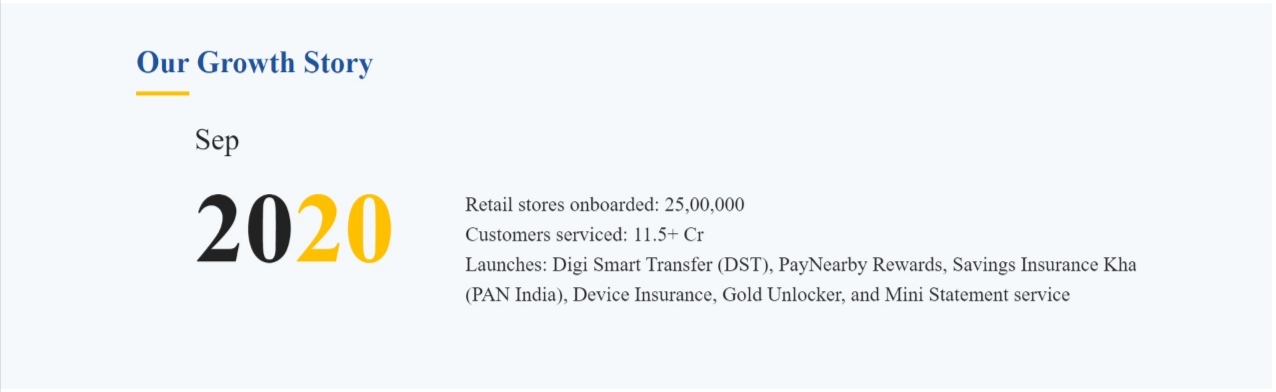 Our Growth Story
Sep
2020
Retail stores onboarded: 25,00,000
Customers serviced: 11.5+ Cr
Launches: Digi Smart Transfer (DST), PayNearby Rewards, Savings Insurance Kha
(PAN India), Device Insurance, Gold Unlocker, and Mini Statement service